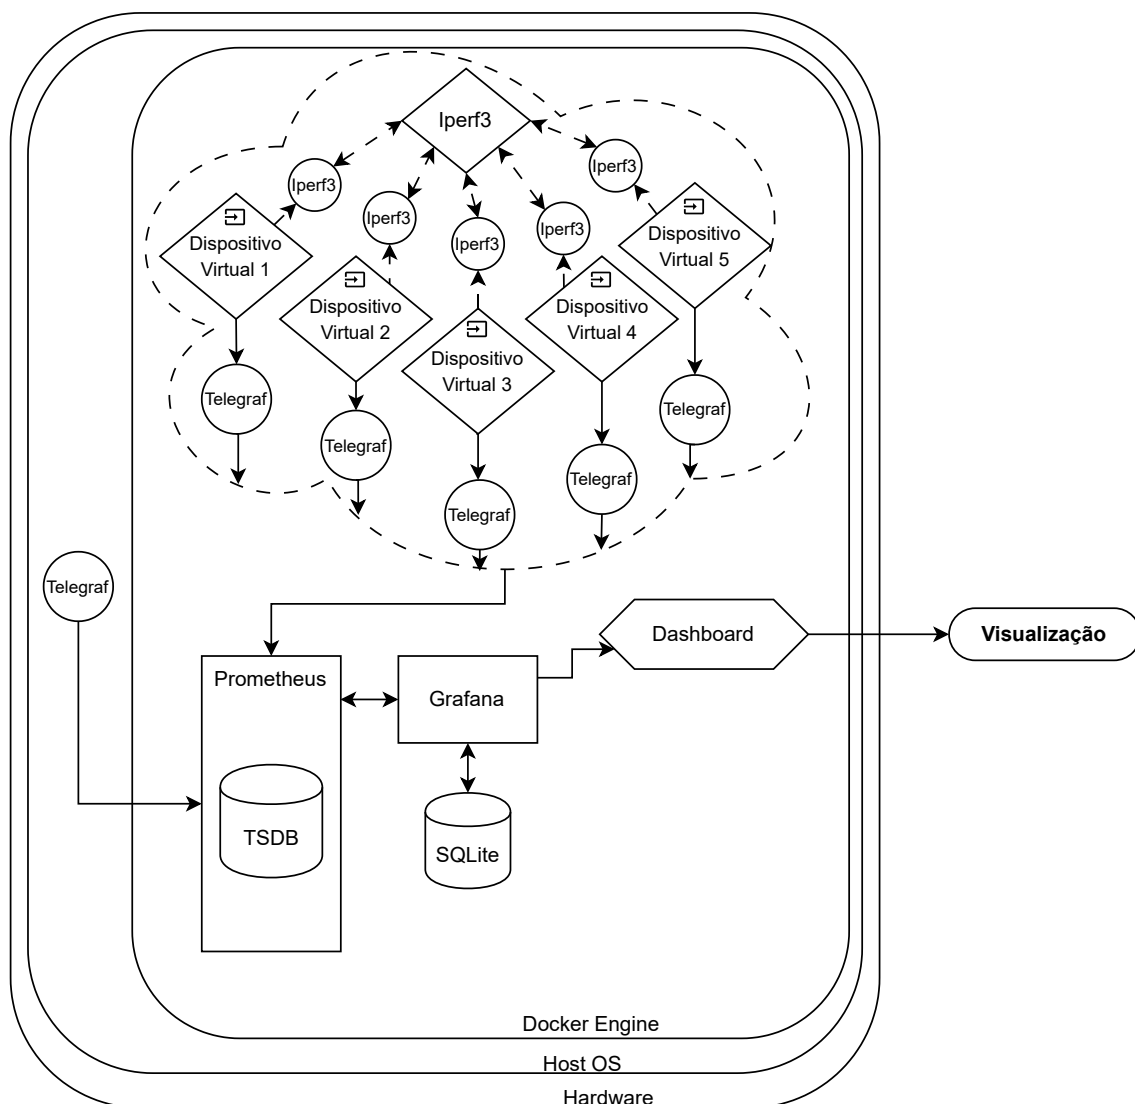 Iperf3
Iperf3
Iperf3
Iperf3
Iperf3
Iperf3
Dispositivo
Virtual 1
Dispositivo
Virtual 2
Dispositivo
Virtual 3
Dispositivo
Virtual 4
Dispositivo
Virtual 5
Telegraf
Telegraf
Telegraf
Telegraf
Telegraf
Telegraf
Prometheus
TSDB
Grafana
SQLite
Dashboard
Visualização
Docker Engine
Host OS
Hardware